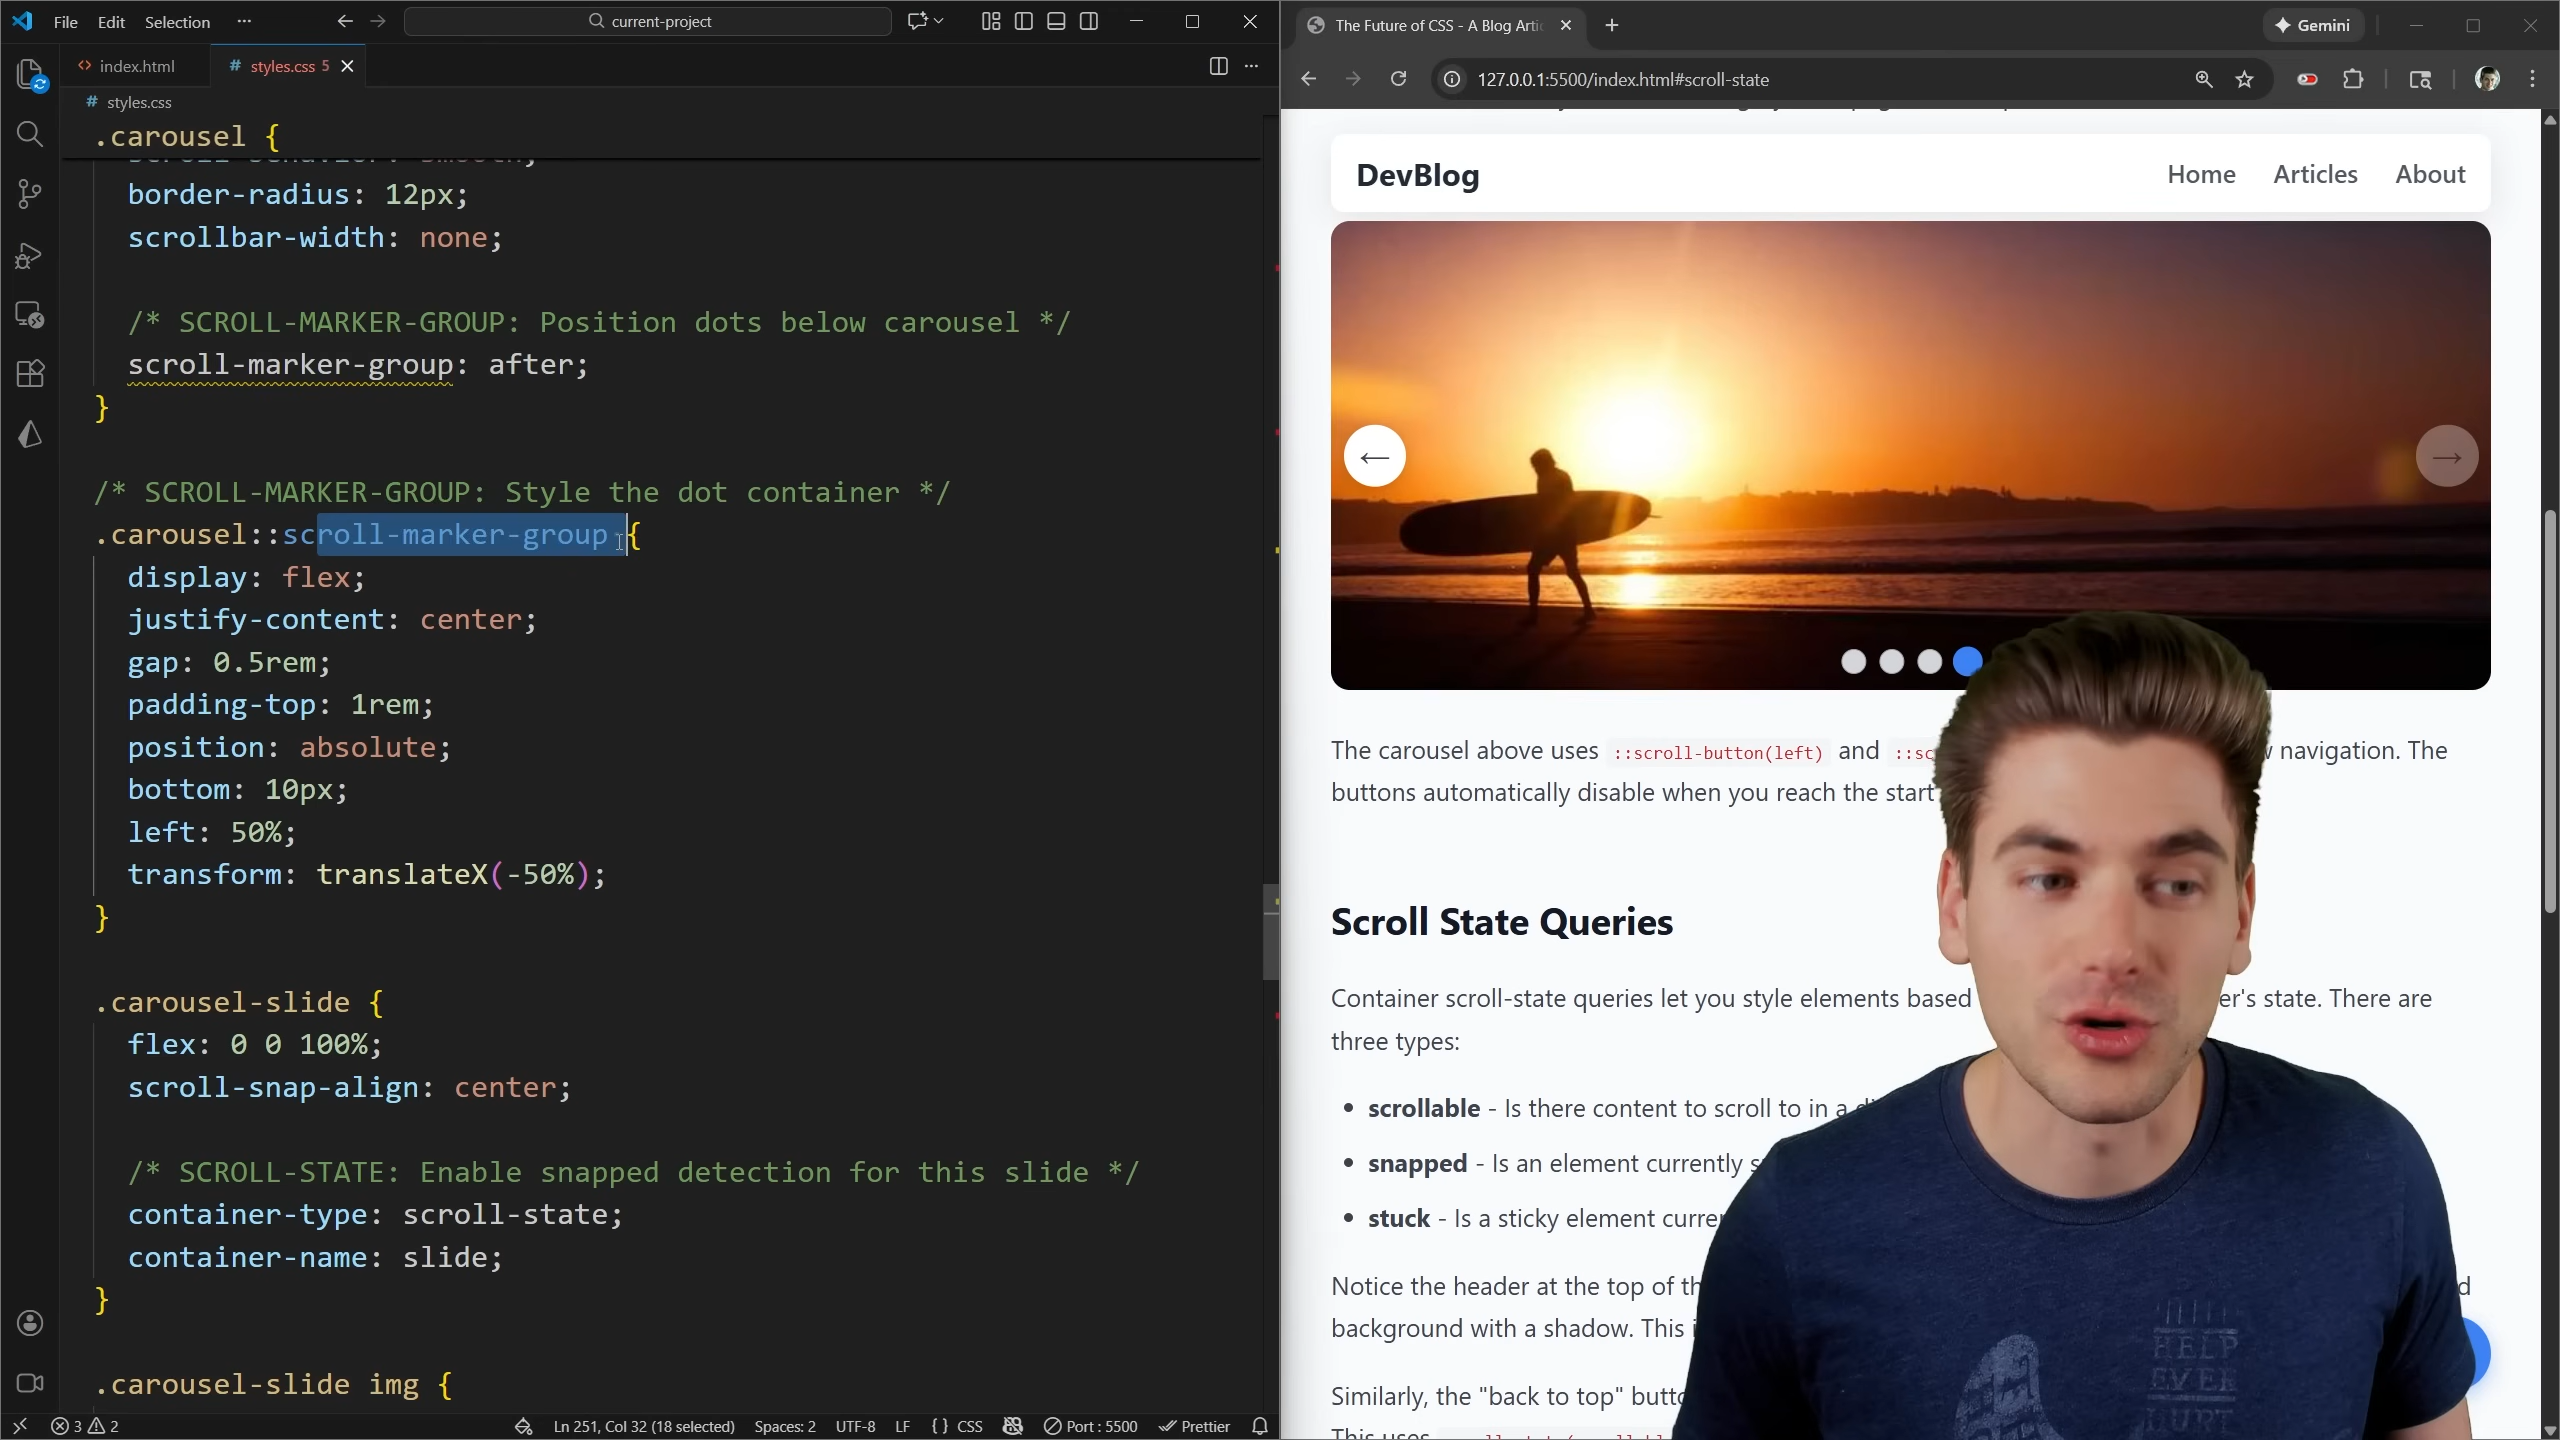 File Edit Selection ··· current-project
index.html styles.css 5
styles.css
.carousel {
border-radius: 12px;
scrollbar-width: none;
/* SCROLL-MARKER-GROUP: Position dots below carousel */
scroll-marker-group: after;
}
/* SCROLL-MARKER-GROUP: Style the dot container */
.carousel::scroll-marker-group {
display: flex;
justify-content: center;
gap: 0.5rem;
padding-top: 1rem;
position: absolute;
bottom: 10px;
left: 50%;
transform: translateX(-50%);
}
.carousel-slide {
flex: 0 0 100%;
scroll-snap-align: center;
/* SCROLL-STATE: Enable snapped detection for this slide */
container-type: scroll-state;
container-name: slide;
}
.carousel-slide img {
3 2 Ln 251, Col 32 (18 selected) Spaces: 2 UTF-8 LF {} CSS Port : 5500 Prettier
The Future of CSS - A Blog Arti Gemini
127.0.0.1:5500/index.html#scroll-state
DevBlog Home Articles About
← →
The carousel above uses ::scroll-button(left) and ::sc navigation. The
buttons automatically disable when you reach the start
Scroll State Queries
Container scroll-state queries let you style elements based er's state. There are
three types:
• scrollable - Is there content to scroll to in a
• snapped - Is an element currently
• stuck - Is a sticky element
Notice the header at the top of
background with a shadow. This
Similarly, the "back to top"
This uses
HELP
EVER
HURT